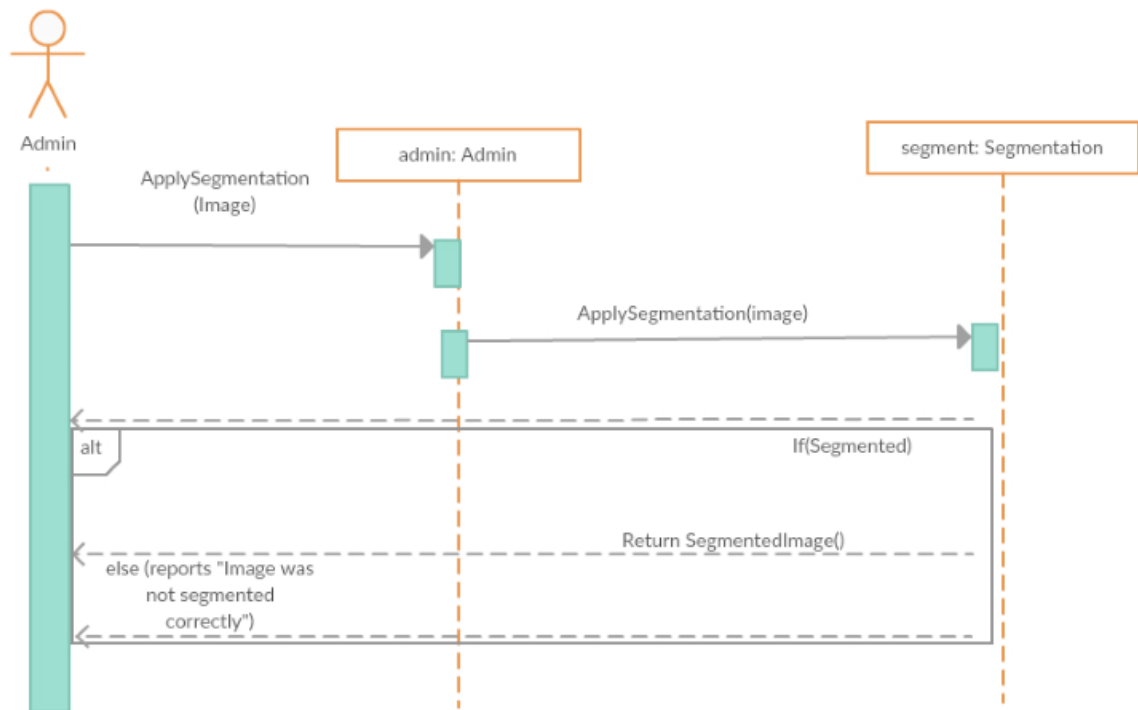 Admin
admin: Admin
segment: Segmentation
ApplySegmentation
(Image)
ApplySegmentation(image)
alt
If(Segmented)
Return SegmentedImage()
else (reports "Image was
not segmented
correctly")